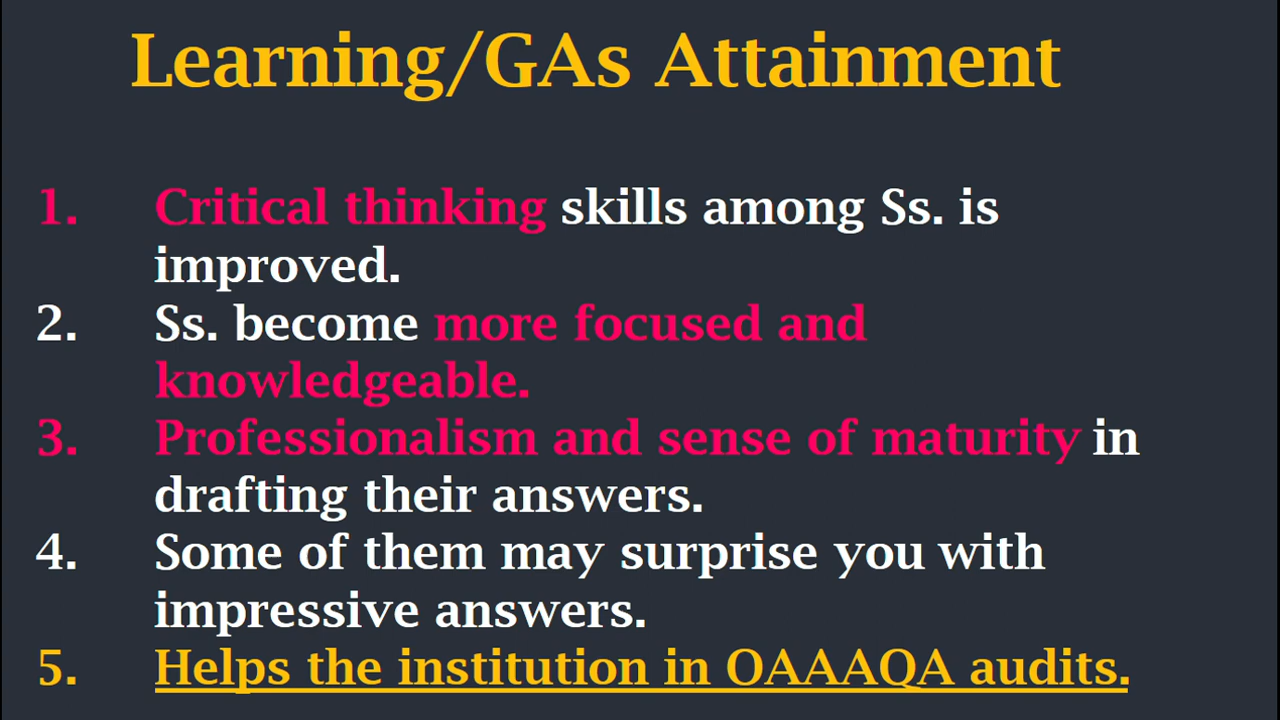 Learning/GAs Attainment
1. Critical thinking skills among Ss. is
improved.
2. Ss. become more focused and
knowledgeable.
3. Professionalism and sense of maturity in
drafting their answers.
4. Some of them may surprise you with
impressive answers.
5. Helps the institution in OAAAQA audits.